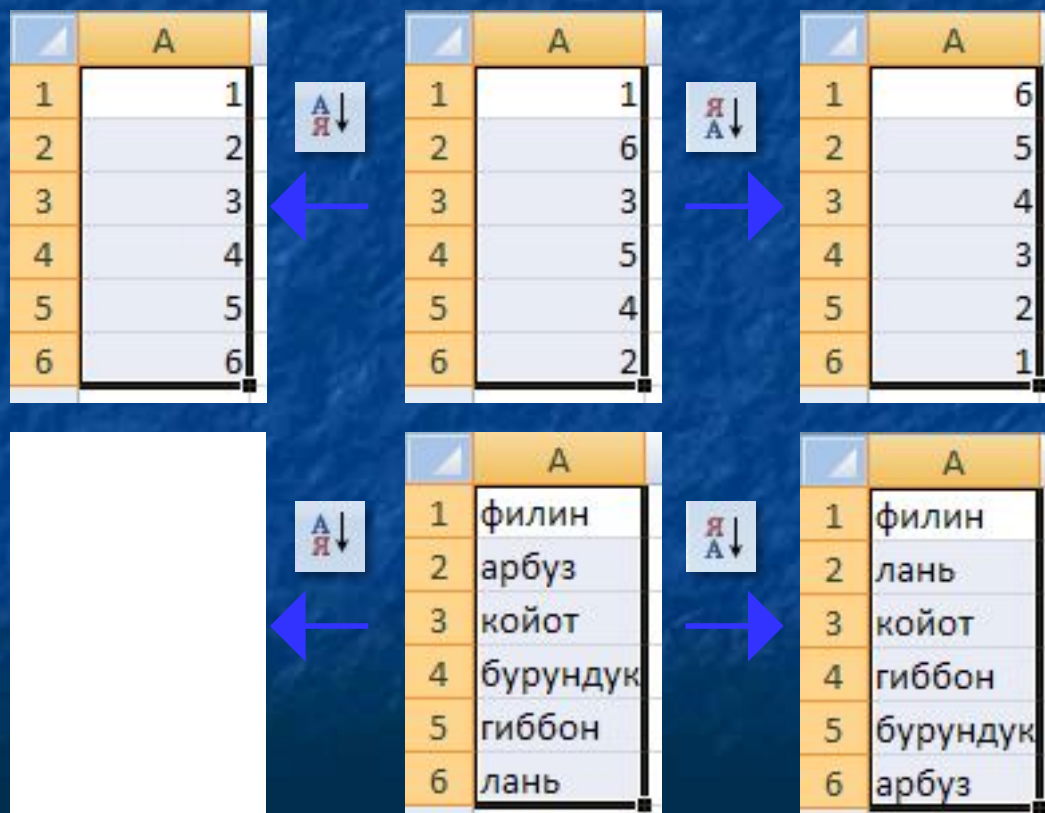 A
1 1
2 2
3 3
4 4
5 5
6 6
А
Я
A
1 1
2 6
3 3
4 5
5 4
6 2
Я
А
A
1 6
2 5
3 4
4 3
5 2
6 1
А
Я
A
1 филин
2 арбуз
3 койот
4 бурундук
5 гиббон
6 лань
Я
А
A
1 филин
2 лань
3 койот
4 гиббон
5 бурундук
6 арбуз